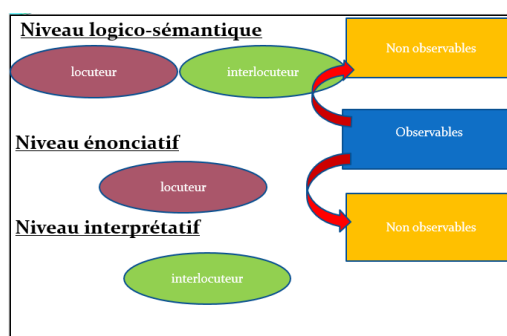 Niveau logico-sémantique
Non observables
locuteur
interlocuteur
Observables
Niveau énonciatif
locuteur
Niveau interprétatif
Non observables
interlocuteur